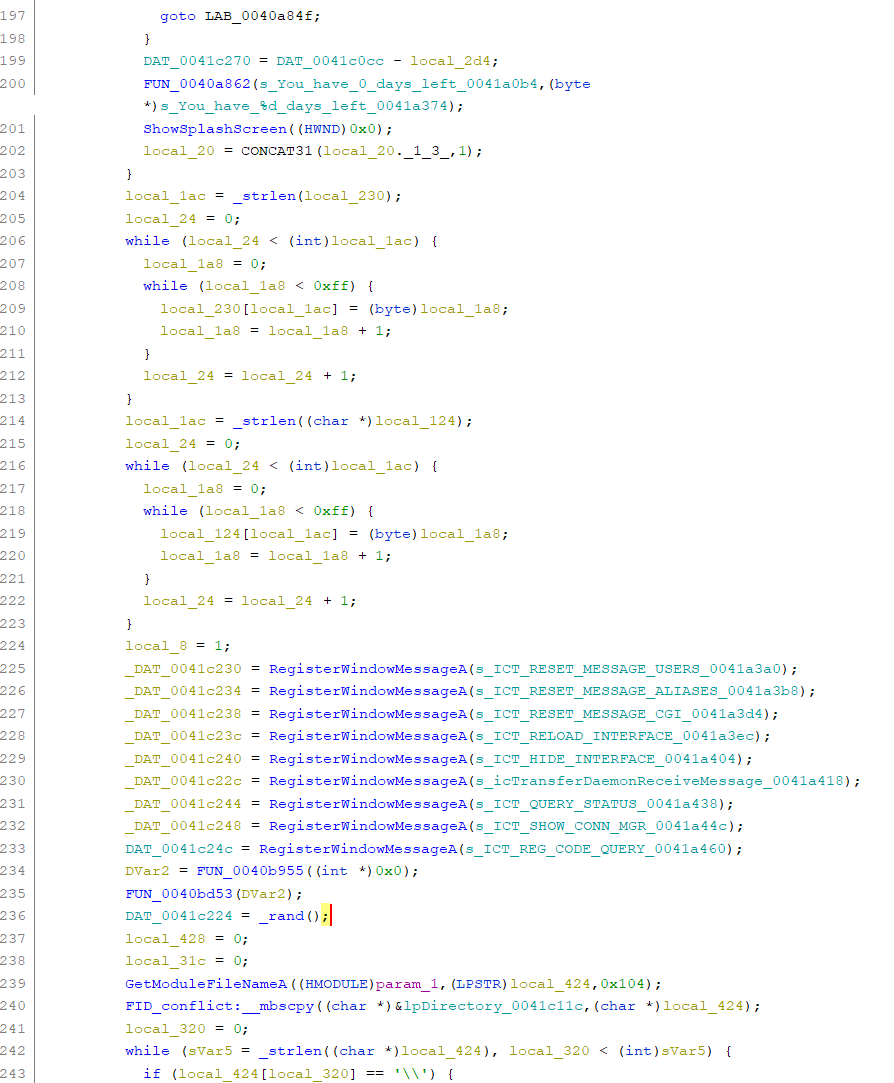 197 goto LAB_0040a84f;
198 }
199 DAT_0041c270 = DAT_0041c0cc - local_2d4;
200 FUN_0040a862(s_You_have_0_days_left_0041a0b4,(byte
*)s_You_have_%d_days_left_0041a374);
201 ShowSplashScreen((HWND)0x0);
202 local_20 = CONCAT31(local_20._1_3_,1);
203 }
204 local_1ac = _strlen(local_230);
205 local_24 = 0;
206 while (local_24 < (int)local_1ac) {
207 local_1a8 = 0;
208 while (local_1a8 < 0xff) {
209 local_230[local_1ac] = (byte)local_1a8;
210 local_1a8 = local_1a8 + 1;
211 }
212 local_24 = local_24 + 1;
213 }
214 local_1ac = _strlen((char *)local_124);
215 local_24 = 0;
216 while (local_24 < (int)local_1ac) {
217 local_1a8 = 0;
218 while (local_1a8 < 0xff) {
219 local_124[local_1ac] = (byte)local_1a8;
220 local_1a8 = local_1a8 + 1;
221 }
222 local_24 = local_24 + 1;
223 }
224 local_8 = 1;
225 _DAT_0041c230 = RegisterWindowMessageA(s_ICT_RESET_MESSAGE_USERS_0041a3a0);
226 _DAT_0041c234 = RegisterWindowMessageA(s_ICT_RESET_MESSAGE_ALIASES_0041a3b8);
227 _DAT_0041c238 = RegisterWindowMessageA(s_ICT_RESET_MESSAGE_CGI_0041a3d4);
228 _DAT_0041c23c = RegisterWindowMessageA(s_ICT_RELOAD_INTERFACE_0041a3ec);
229 _DAT_0041c240 = RegisterWindowMessageA(s_ICT_HIDE_INTERFACE_0041a404);
230 _DAT_0041c22c = RegisterWindowMessageA(s_icTransferDaemonReceiveMessage_0041a418);
231 _DAT_0041c244 = RegisterWindowMessageA(s_ICT_QUERY_STATUS_0041a438);
232 _DAT_0041c248 = RegisterWindowMessageA(s_ICT_SHOW_CONN_MGR_0041a44c);
233 DAT_0041c24c = RegisterWindowMessageA(s_ICT_REG_CODE_QUERY_0041a460);
234 DVar2 = FUN_0040b955((int *)0x0);
235 FUN_0040bd53(DVar2);
236 DAT_0041c224 = _rand();
237 local_428 = 0;
238 local_31c = 0;
239 GetModuleFileNameA((HMODULE)param_1,(LPSTR)local_424,0x104);
240 FID_conflict:__mbscpy((char *)&lpDirectory_0041c11c,(char *)local_424);
241 local_320 = 0;
242 while (sVar5 = _strlen((char *)local_424), local_320 < (int)sVar5) {
243 if (local_424[local_320] == '\\') {